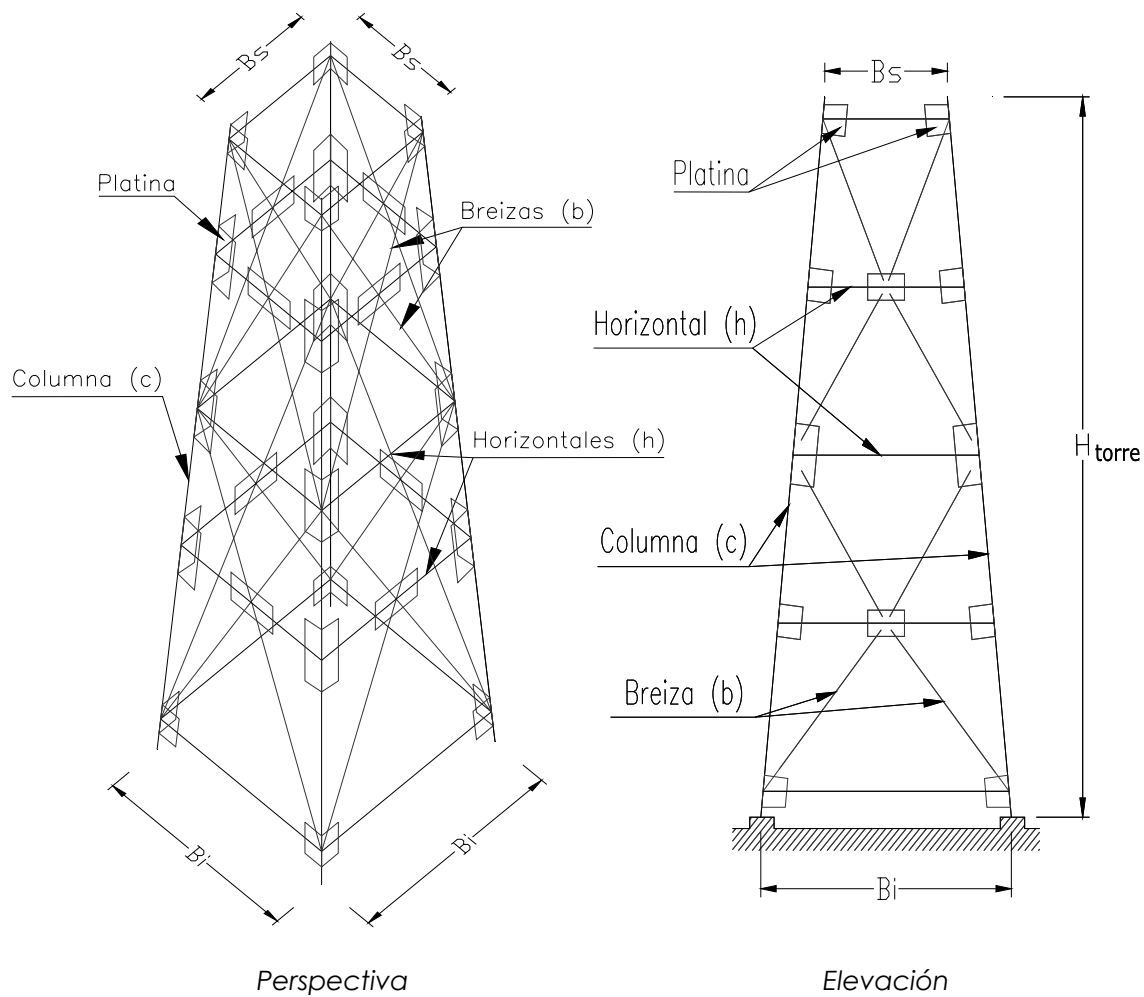 Bs
Bs
Platina
Breizas (b)
Columna (c)
Horizontales (h)
Bi
Bi
Perspectiva
Bs
Platina
Horizontal (h)
H torre
Columna (c)
Breiza (b)
Bi
Elevación